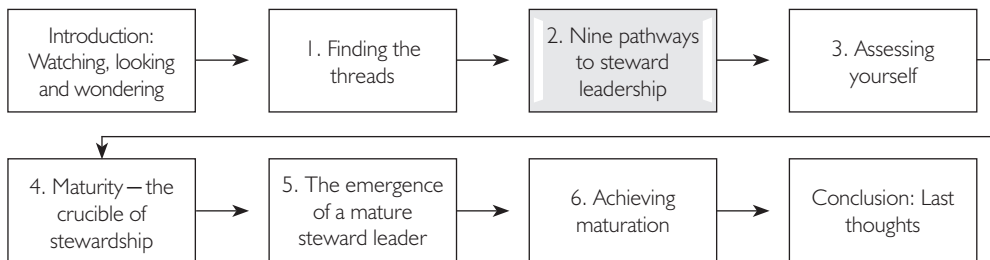 Introduction:
Watching, looking
and wondering
1. Finding the
threads
2. Nine pathways
to steward
leadership
3. Assessing
yourself
4. Maturity—the
crucible of
stewardship
5. The emergence
of a mature
steward leader
6. Achieving
maturation
Conclusion: Last
thoughts